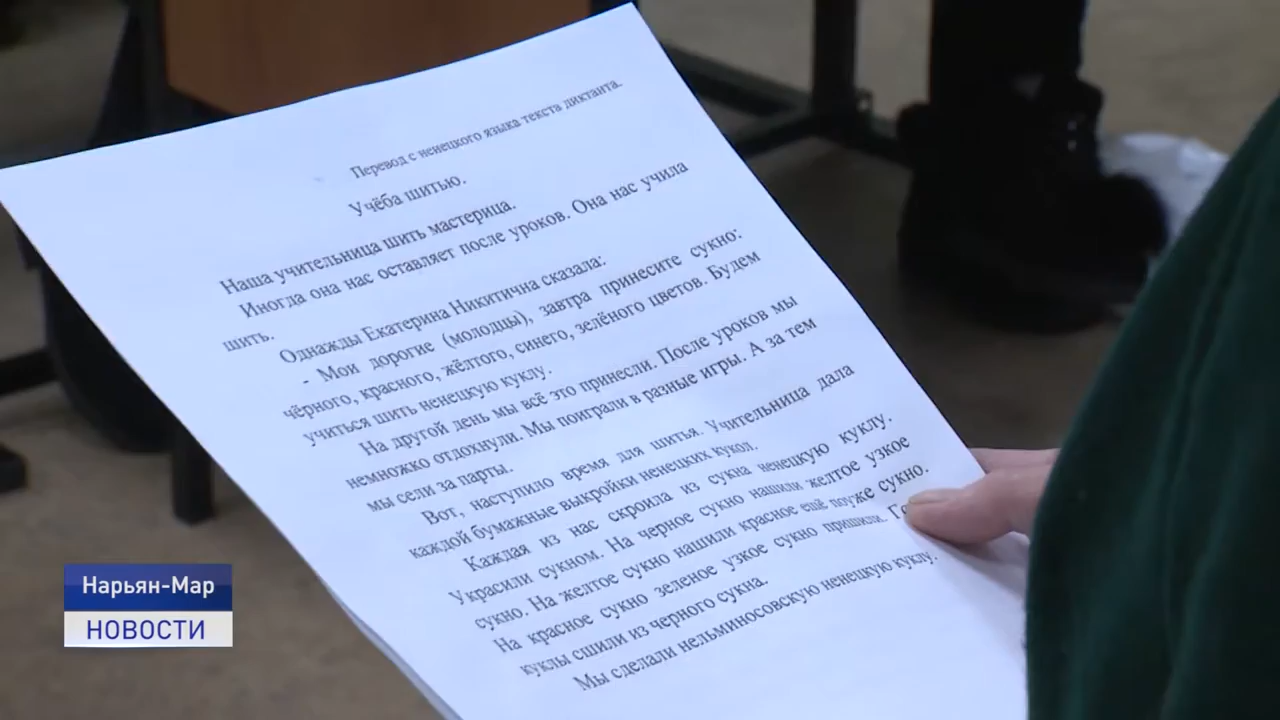 Перевод с ненецкого языка текста диктанта.
Учёба шитью.
Наша учительница шить мастерица.
Иногда она нас оставляет после уроков. Она нас учила
шить.
Однажды Екатерина Никитична сказала:
- Мои дорогие (молодцы), завтра принесите сукно:
чёрного, красного, жёлтого, синего, зелёного цветов. Будем
учиться шить ненецкую куклу.
На другой день мы всё это принесли. После уроков мы
немножко отдохнули. Мы поиграли в разные игры. А за тем
мы сели за парты.
Вот, наступило время для шитья. Учительница дала
каждой бумажные выкройки ненецких кукол.
Каждая из нас скроила из сукна ненецкую куклу.
Украсили сукном. На черное сукно нашили желтое узкое
сукно. На желтое сукно нашили красное ещё поуже сукно.
На красное сукно зеленое узкое сукно пришили.
куклы сшили из черного сукна.
Мы сделали нельминосовскую ненецкую куклу.
Нарьян-Мар
НОВОСТИ